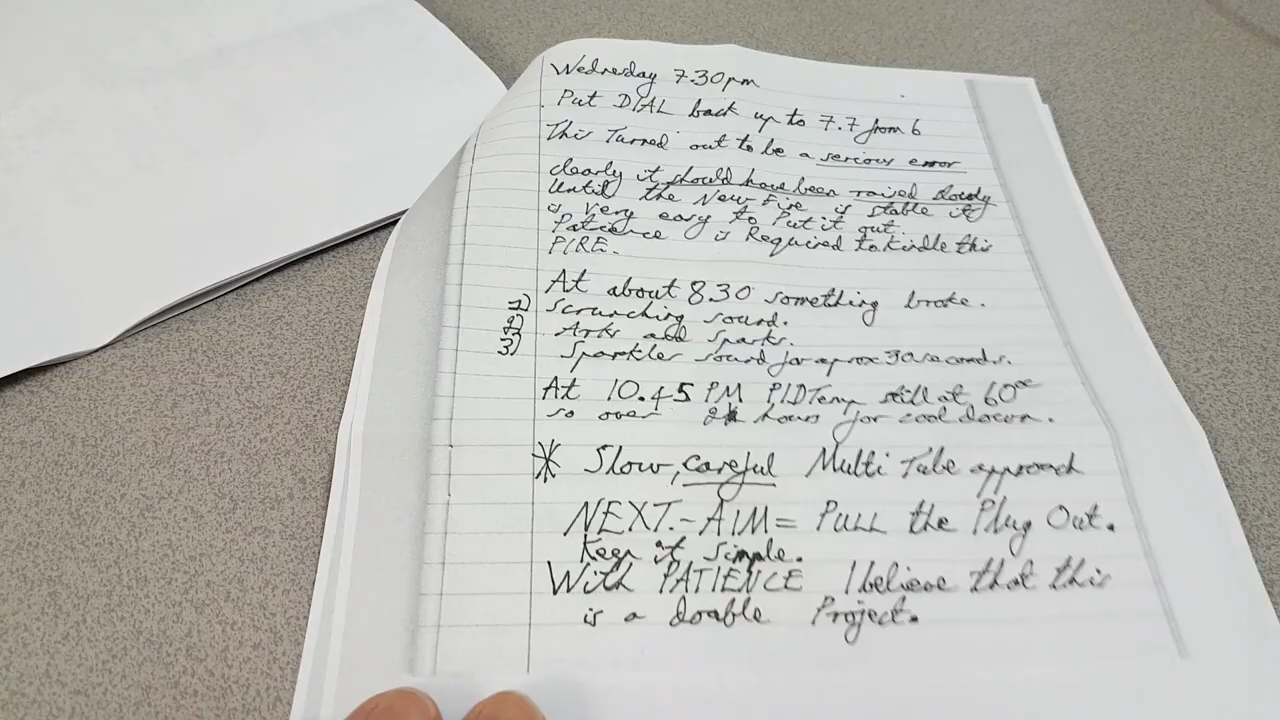 Wednesday 7.30pm
Put DIAL back up to 7.7 from 6
This Turned out to be a serious error
clearly it should have been raised slowly
Until the New Fire is stable it
is very easy to Put it out.
Patience is Required to Kindle this
FIRE.
At about 8.30 something broke.
1) Scrunching sound.
2) Arks and Sparks.
3) Sparkler sound for aprox 30 seconds.
At 10.45 PM PID Temp still at 60°c
so over 2 hours for cool down.
* Slow, careful Multi Tube approach
NEXT.-AIM= PULL the Plug Out.
Keep it simple.
With PATIENCE I believe that this
is a doable Project.